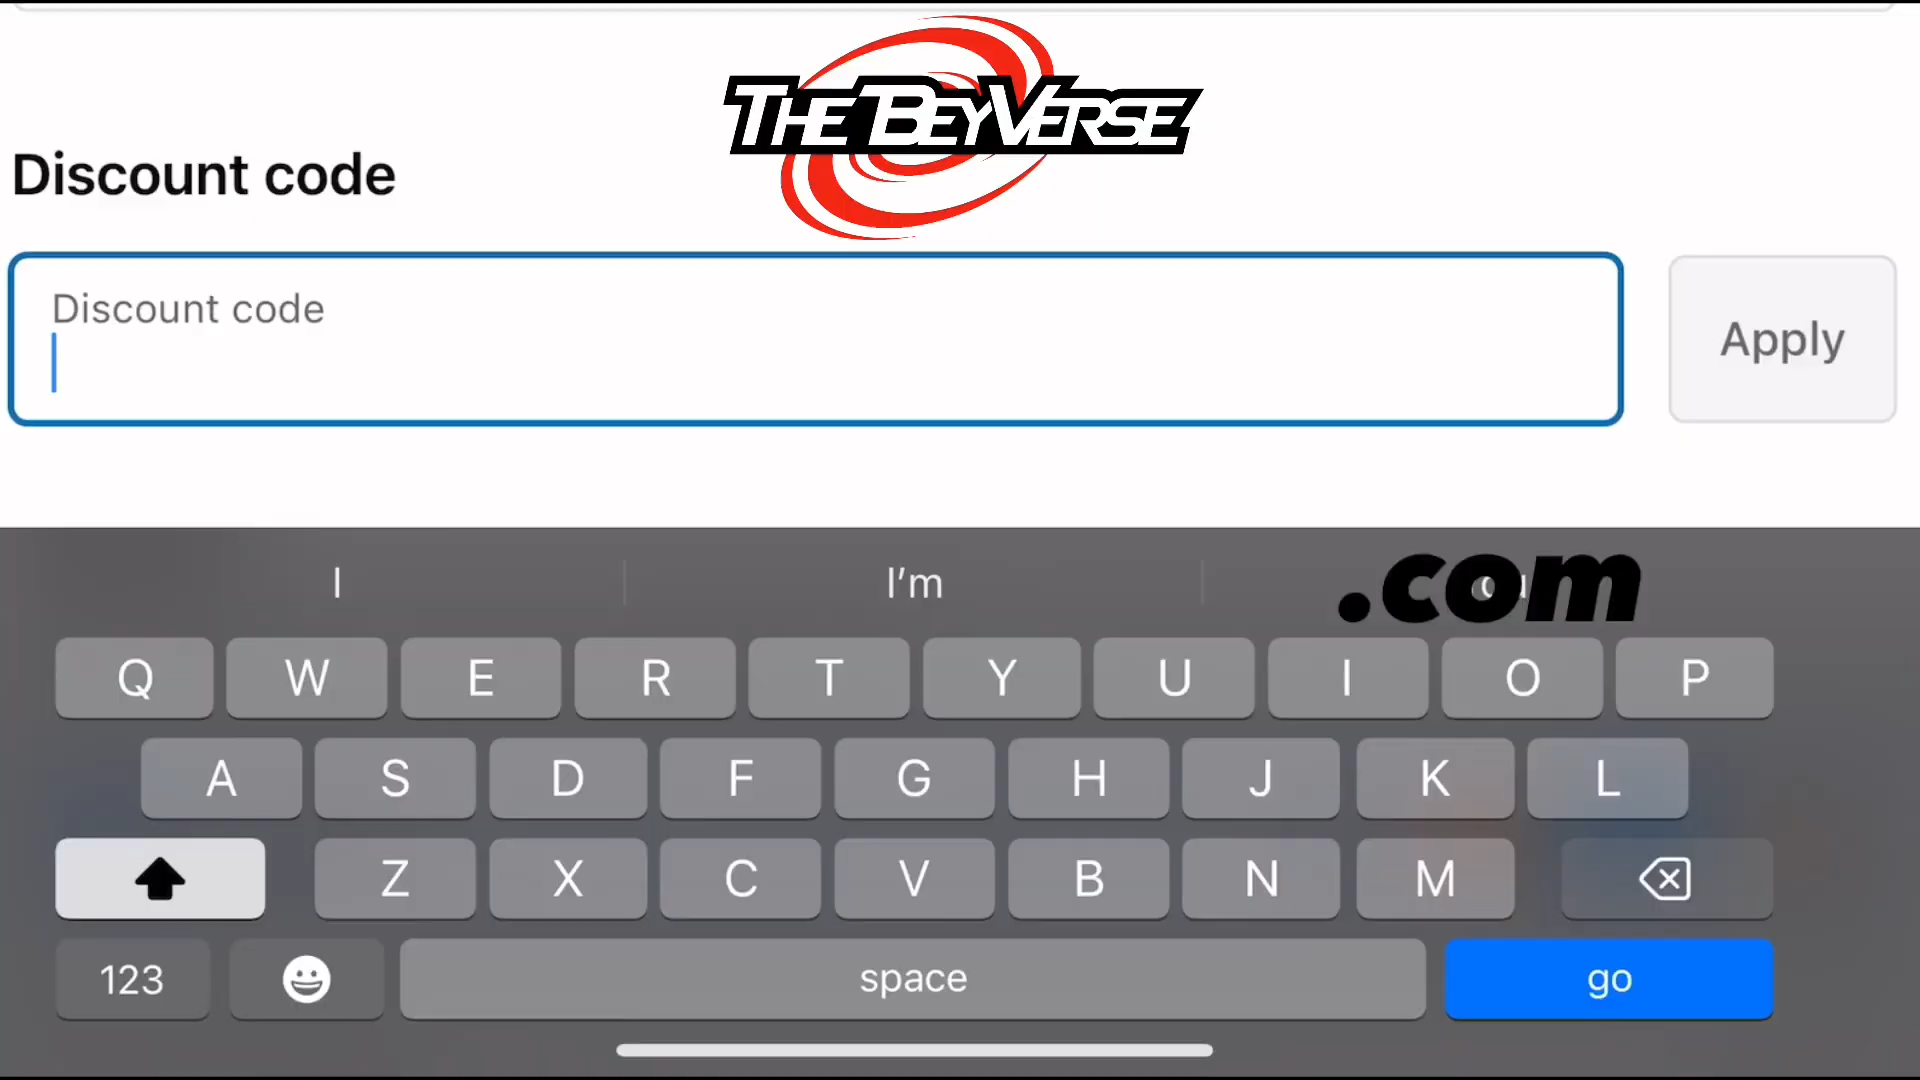 THE BEYVERSE
Discount code
Discount code
Apply
I
I’m
.com
Q W E R T Y U I O P
A S D F G H J K L
Z X C V B N M
123
space
go